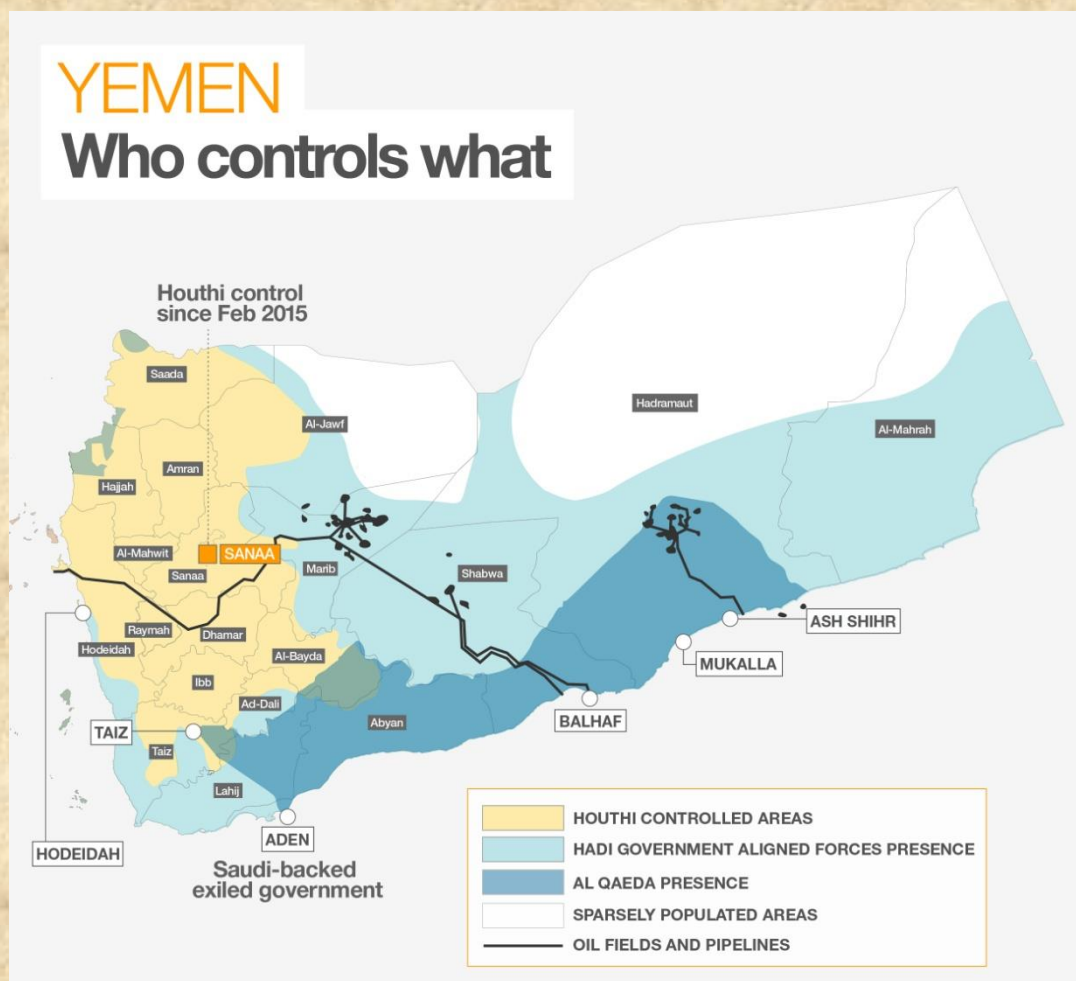 YEMEN
Who controls what
Houthi control
since Feb 2015
Saada
Al-Jawf
Hadramaut
Al-Mahrah
Amran
Hajjah
Al-Mahwit
SANAA
Sanaa
Marib
Shabwa
Raymah
Dhamar
Hodeidah
Al-Bayda
Ibb
Ad-Dali
Abyan
TAIZ
Taiz
Lahij
ASH SHIHR
MUKALLA
BALHAF
HODEIDAH
ADEN
Saudi-backed
exiled government
HOUTHI CONTROLLED AREAS
HADI GOVERNMENT ALIGNED FORCES PRESENCE
AL QAEDA PRESENCE
SPARSELY POPULATED AREAS
OIL FIELDS AND PIPELINES